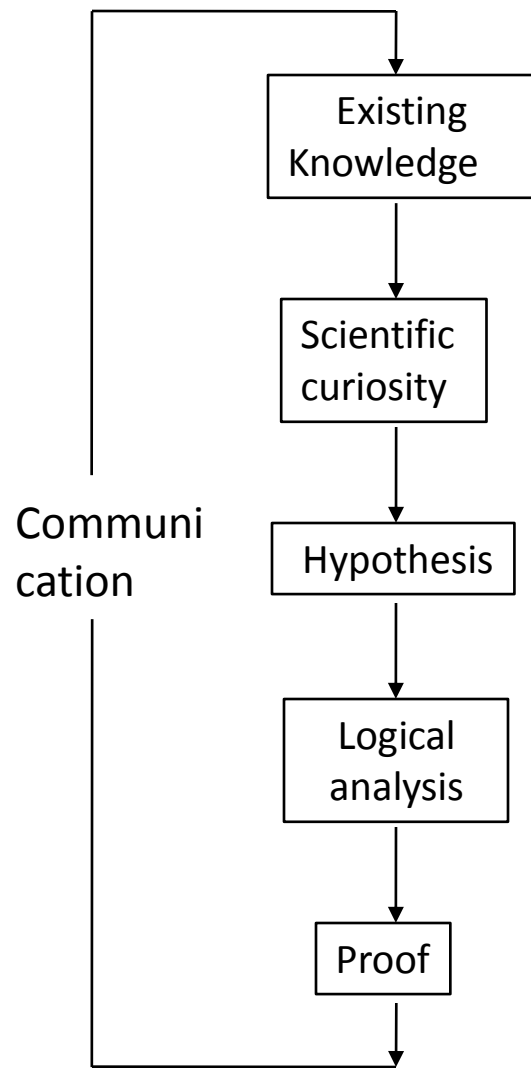 Existing
Knowledge
Scientific
curiosity
Hypothesis
Communi
cation
Logical
analysis
Proof